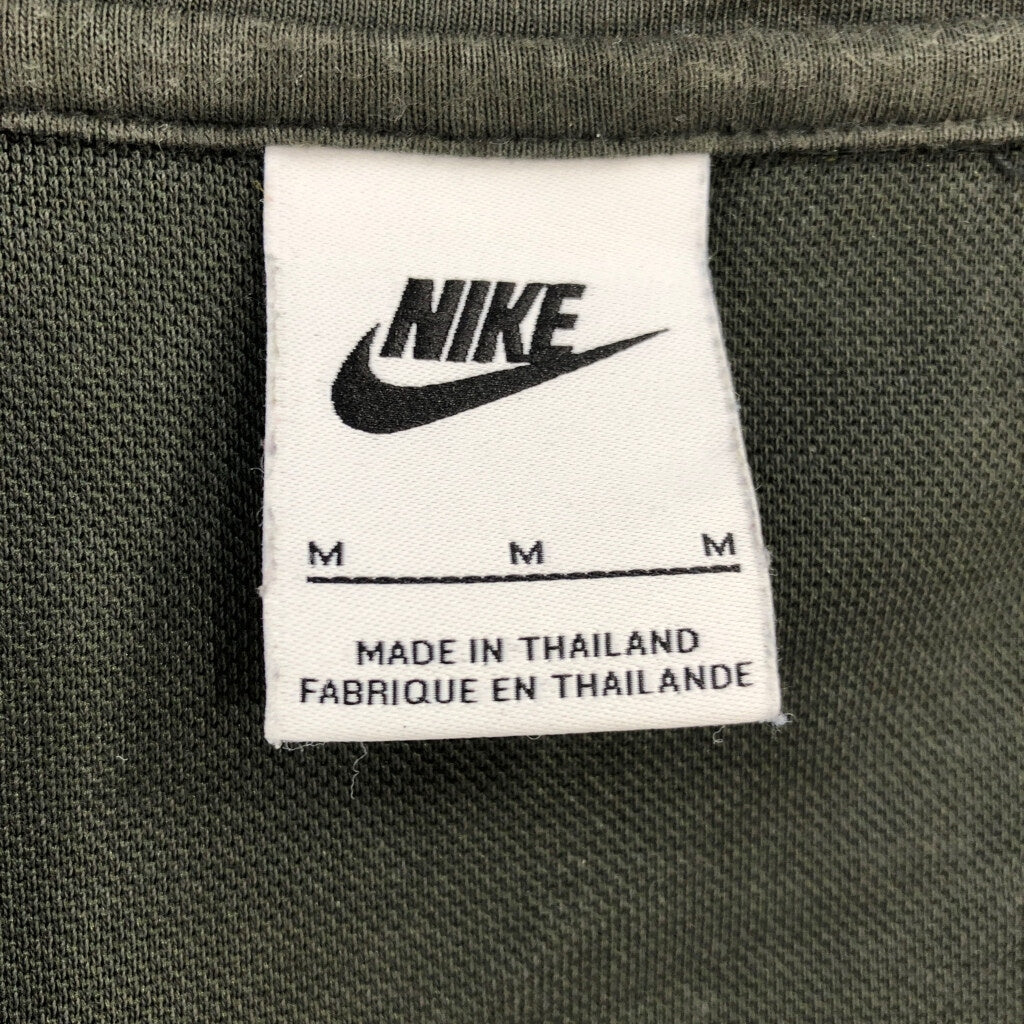 NIKE
M M M
MADE IN THAILAND
FABRIQUE EN THAILANDE